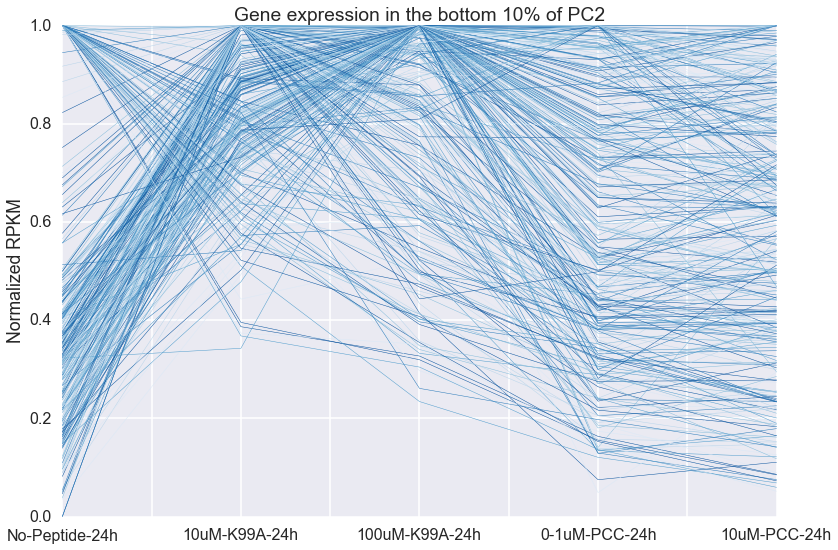 Gene expression in the bottom 10% of PC2
Normalized RPKM
1.0
0.8
0.6
0.4
0.2
0.0
No-Peptide-24h 10uM-K99A-24h 100uM-K99A-24h 0-1uM-PCC-24h 10uM-PCC-24h